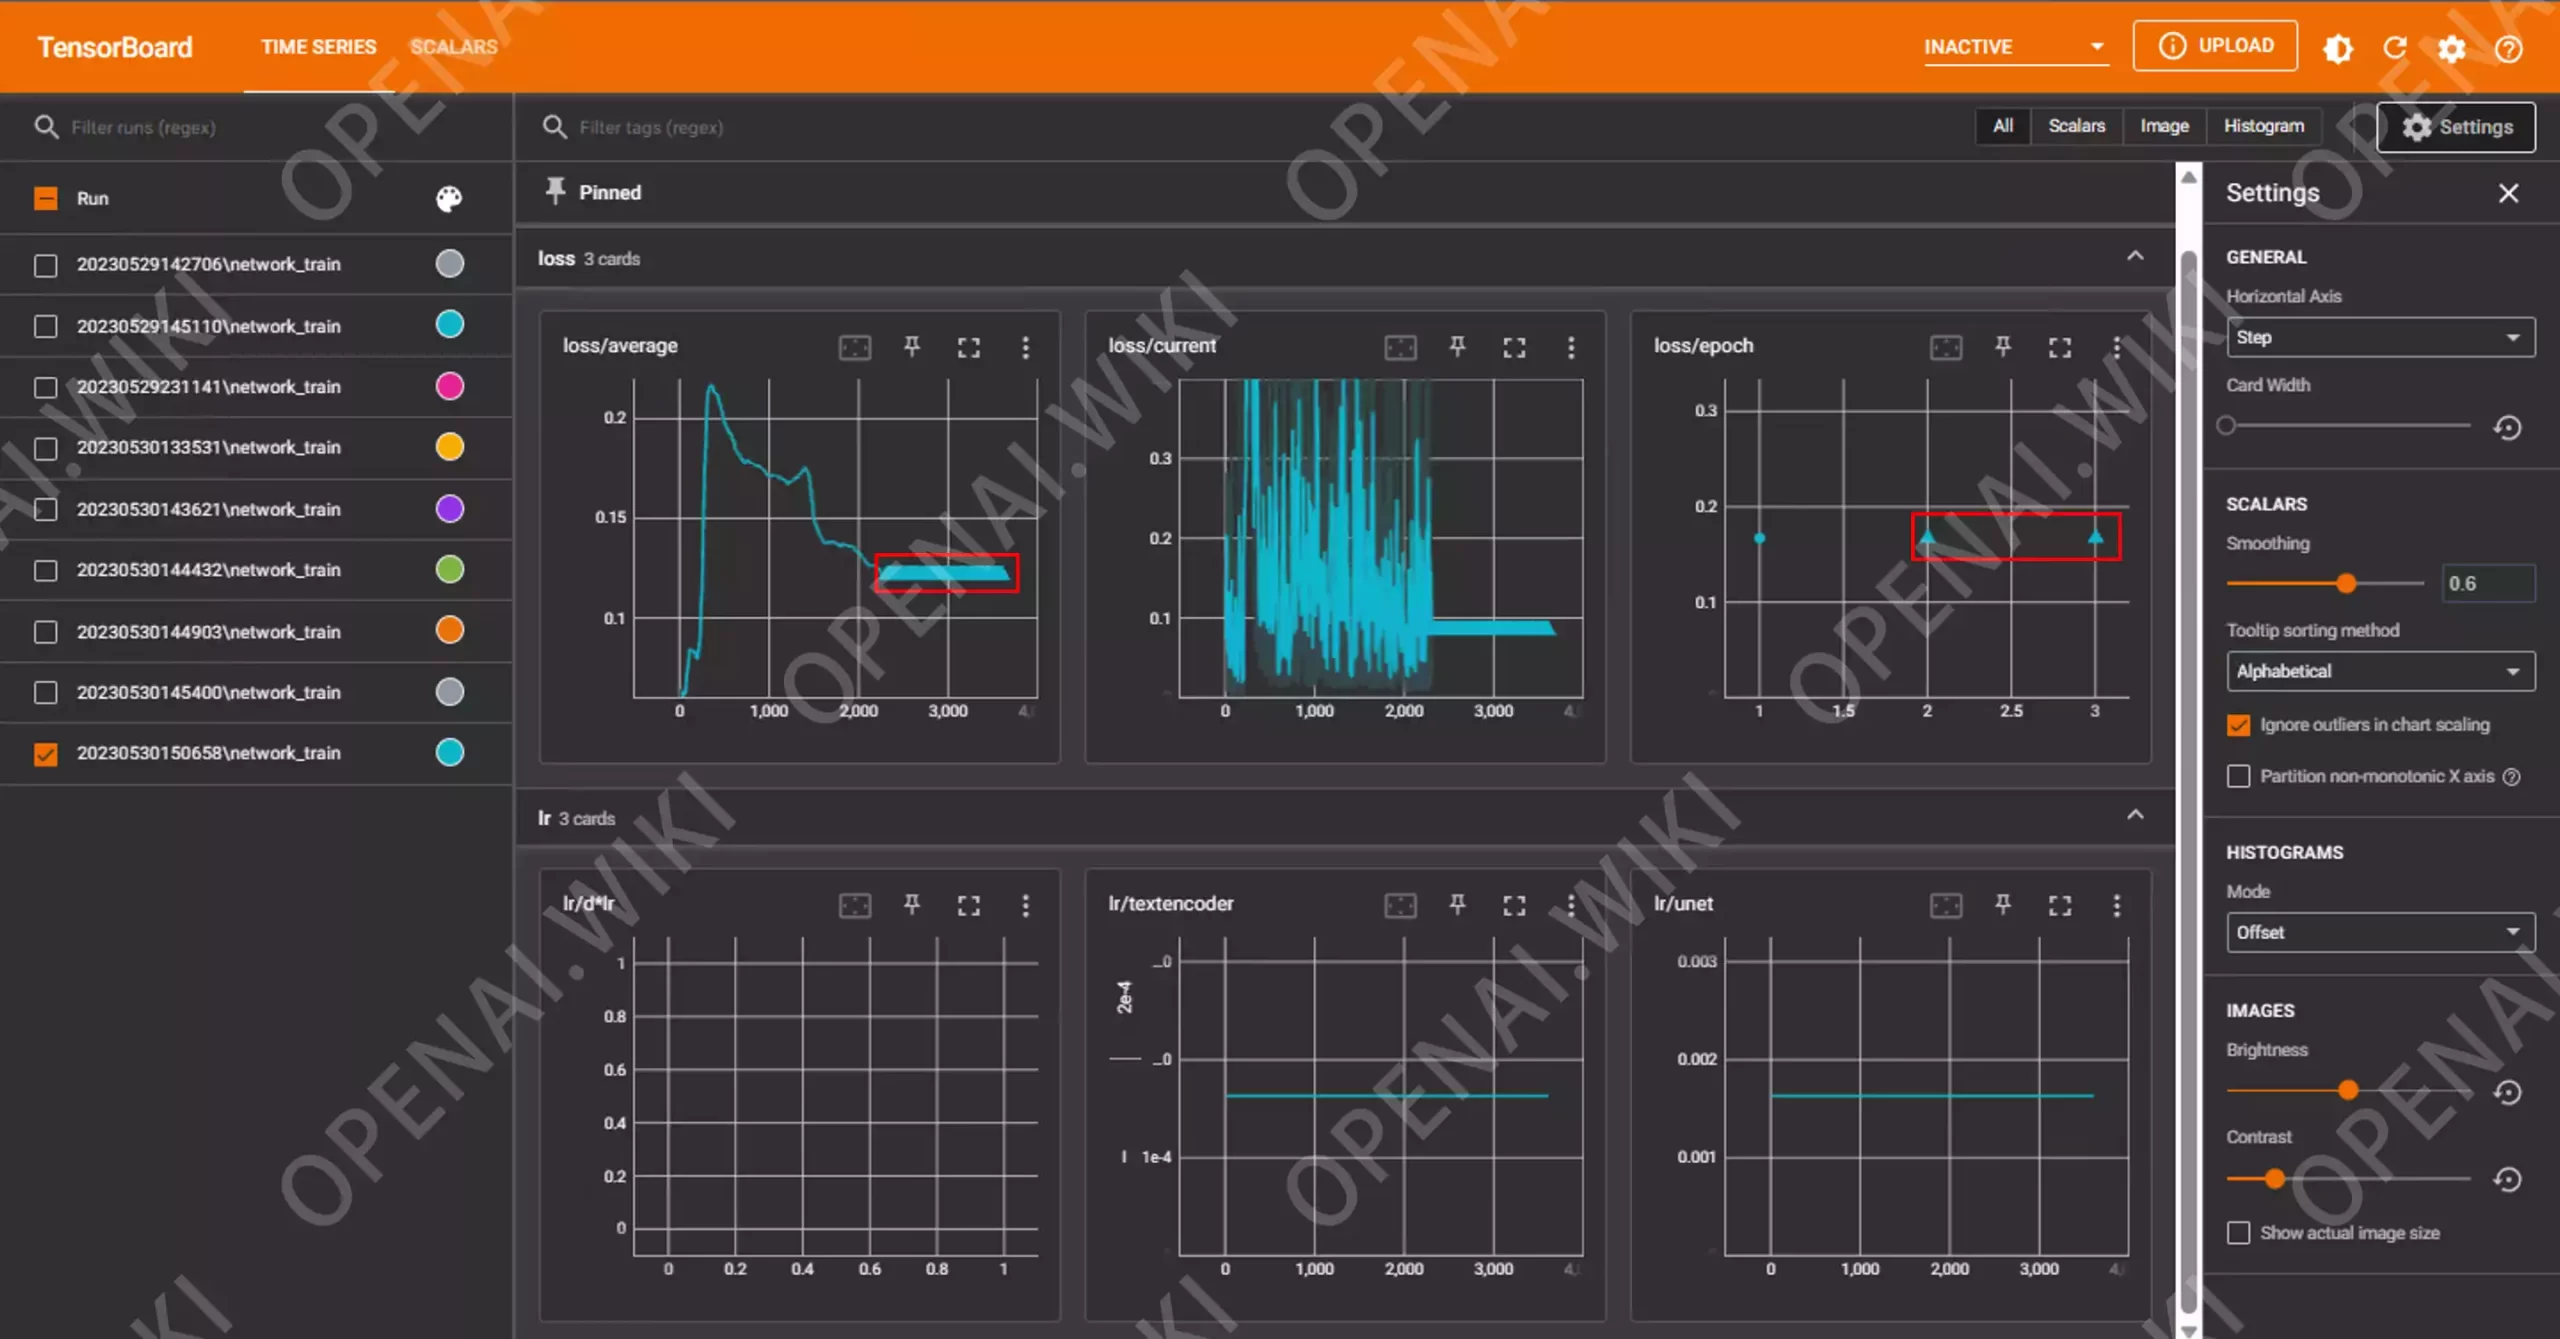 TensorBoard TIME SERIES SCALARS INACTIVE UPLOAD
Filter runs (regex) Filter tags (regex) All Scalars Image Histogram Settings
Run
20230529142706\network_train
20230529145110\network_train
20230529231141\network_train
20230530133531\network_train
20230530143621\network_train
20230530144432\network_train
20230530144903\network_train
20230530145400\network_train
20230530150658\network_train
Pinned
loss 3 cards
loss/average
0.2
0.15
0.1
0 1,000 2,000 3,000
loss/current
0.3
0.2
0.1
0 1,000 2,000 3,000
loss/epoch
0.3
0.2
0.1
1 1.5 2 2.5 3
lr 3 cards
lr/d*lr
1
0.8
0.6
0.4
0.2
0
0 0.2 0.4 0.6 0.8 1
lr/textencoder
2e-4
1e-4
0 1,000 2,000 3,000
lr/unet
0.003
0.002
0.001
0 1,000 2,000 3,000
Settings
GENERAL
Horizontal Axis
Step
Card Width
SCALARS
Smoothing
0.6
Tooltip sorting method
Alphabetical
Ignore outliers in chart scaling
Partition non-monotonic X axis
HISTOGRAMS
Mode
Offset
IMAGES
Brightness
Contrast
Show actual image size
OPENAI.WIKI
OPENAI.WIKI
OPENAI.WIKI
OPENAI.WIKI
OPENAI.WIKI